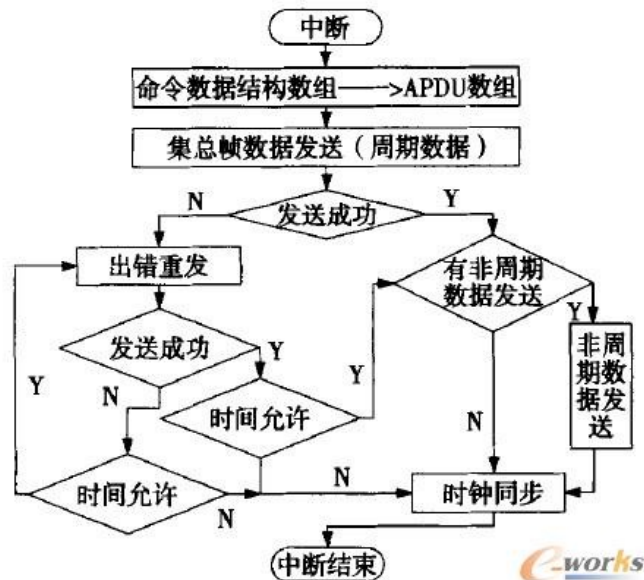 中断
命令数据结构数组——>APDU数组
集总帧数据发送(周期数据)
N
发送成功
Y
出错重发
有非周期
数据发送
Y
发送成功
Y
非周
期数
据发
送
Y
N
Y
时间允许
N
时间允许
N
N
时钟同步
中断结束
e-works